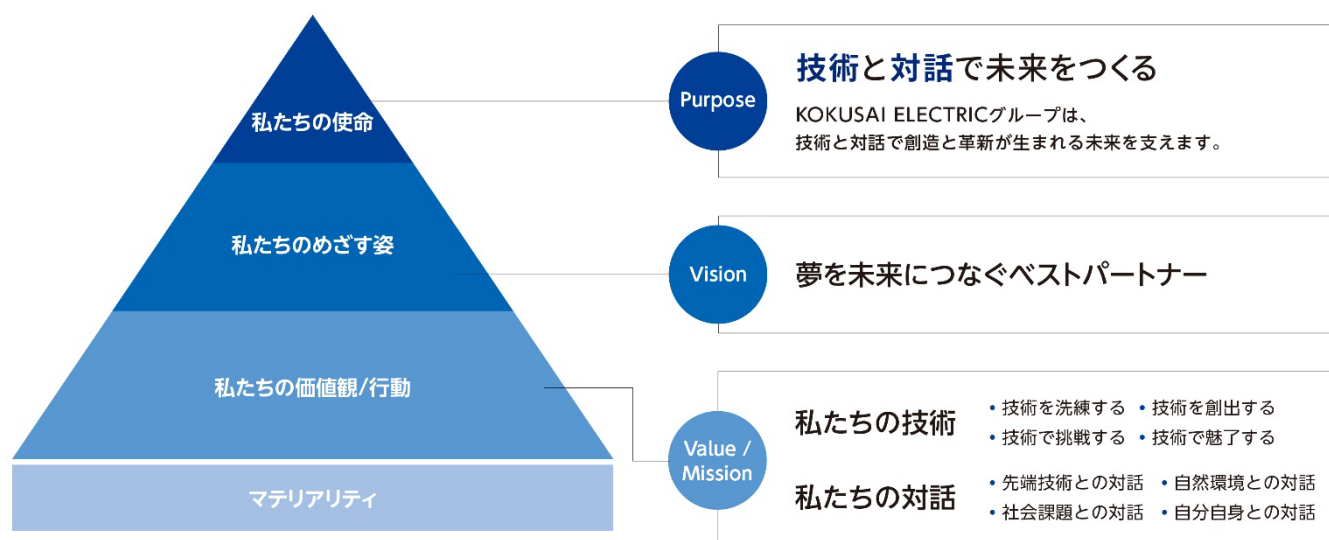 私たちの使命
Purpose
技術と対話で未来をつくる
KOKUSAI ELECTRICグループは、
技術と対話で創造と革新が生まれる未来を支えます。
私たちのめざす姿
Vision
夢を未来につなぐベストパートナー
私たちの価値観/行動
Value /
Mission
私たちの技術
• 技術を洗練する • 技術を創出する
• 技術で挑戦する • 技術で魅了する
私たちの対話
• 先端技術との対話 • 自然環境との対話
• 社会課題との対話 • 自分自身との対話
マテリアリティ